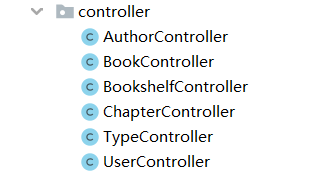 controller
C AuthorController
C BookController
C BookshelfController
C ChapterController
C TypeController
C UserController